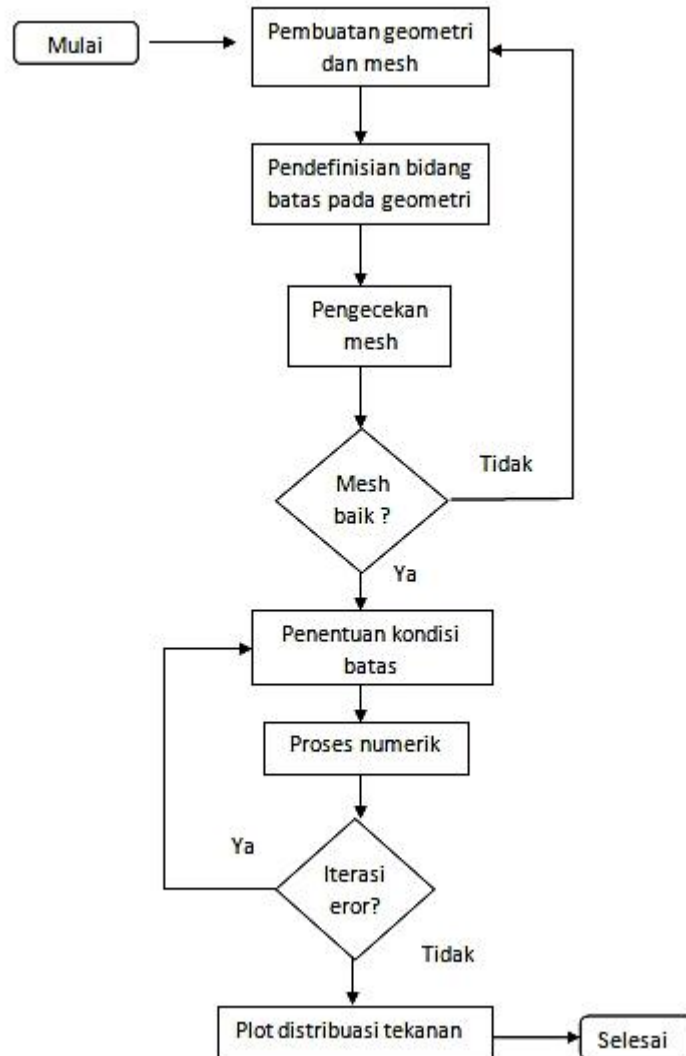 Mulai
Pembuatan geometri
dan mesh
Pendefinisian bidang
batas pada geometri
Pengecekan
mesh
Mesh
baik ?
Tidak
Ya
Penentuan kondisi
batas
Proses numerik
Iterasi
eror?
Ya
Tidak
Plot distribuasi tekanan
Selesai